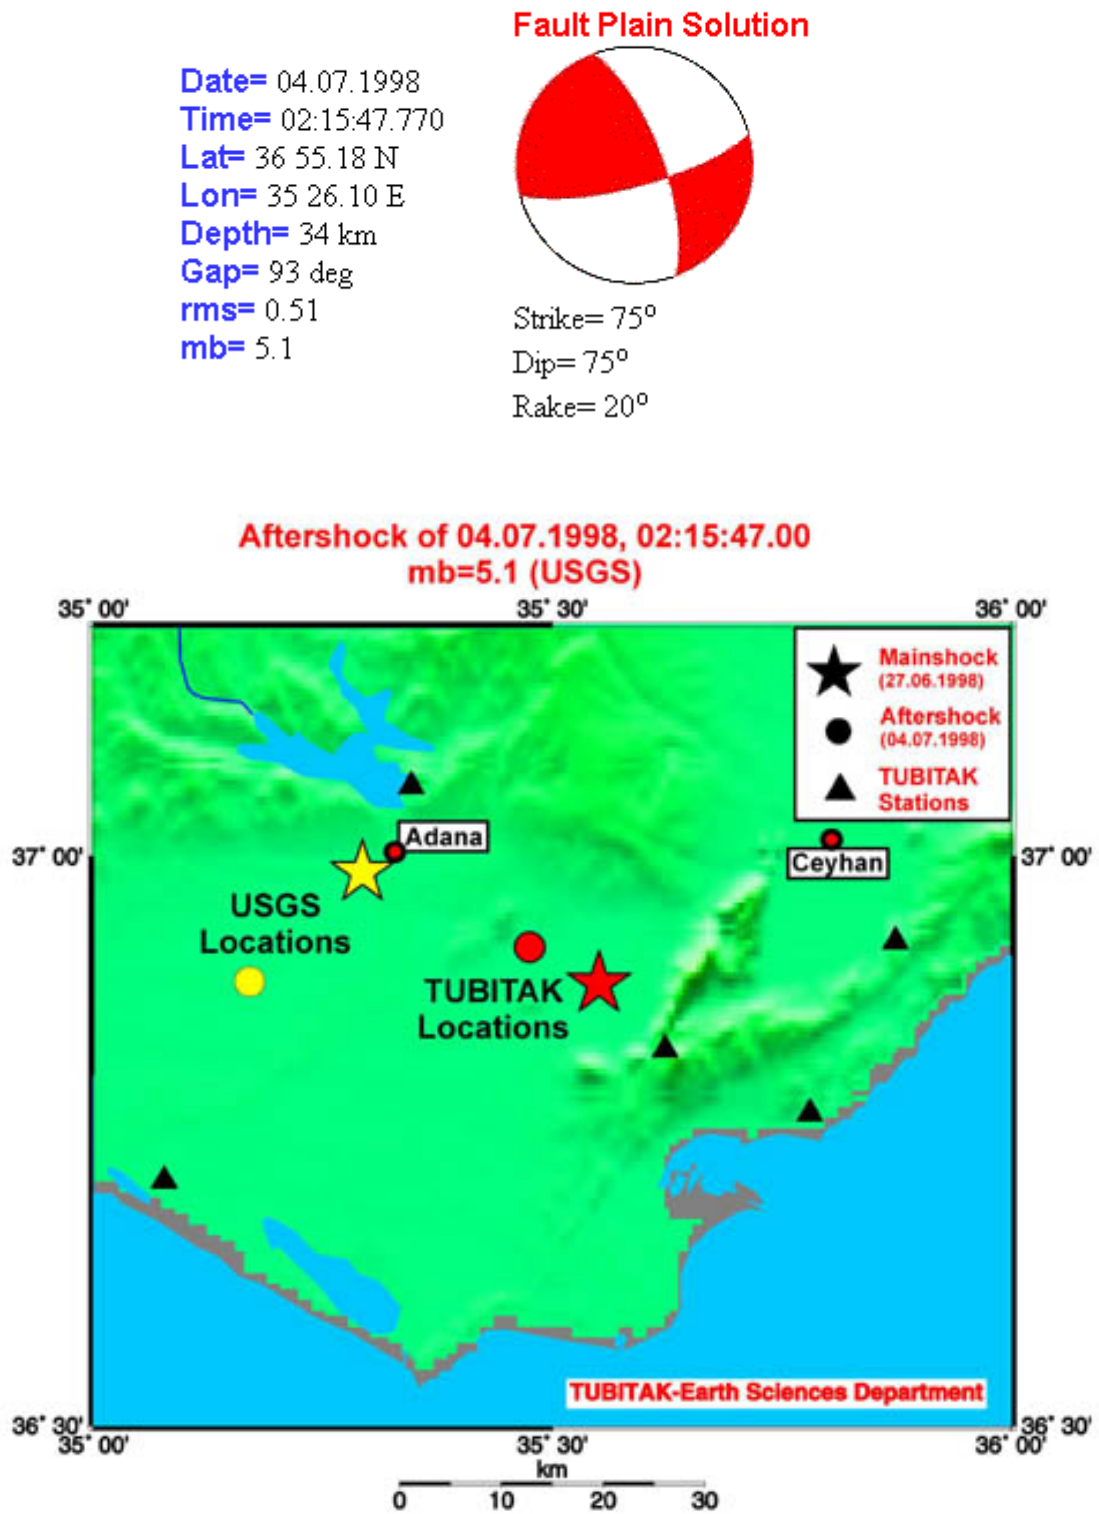 Fault Plain Solution
Date= 04.07.1998
Time= 02:15:47.770
Lat= 36 55.18 N
Lon= 35 26.10 E
Depth= 34 km
Gap= 93 deg
rms= 0.51
mb= 5.1
Strike= 75°
Dip= 75°
Rake= 20°
Aftershock of 04.07.1998, 02:15:47.00
mb=5.1 (USGS)
35° 00' 35° 30' 36° 00'
Mainshock
(27.06.1998)
Aftershock
(04.07.1998)
TUBITAK
Stations
Adana
37° 00' 37° 00'
Ceyhan
USGS
Locations
TUBITAK
Locations
TUBITAK-Earth Sciences Department
36° 30' 36° 30'
35° 00' 35° 30' 36° 00'
km
0 10 20 30